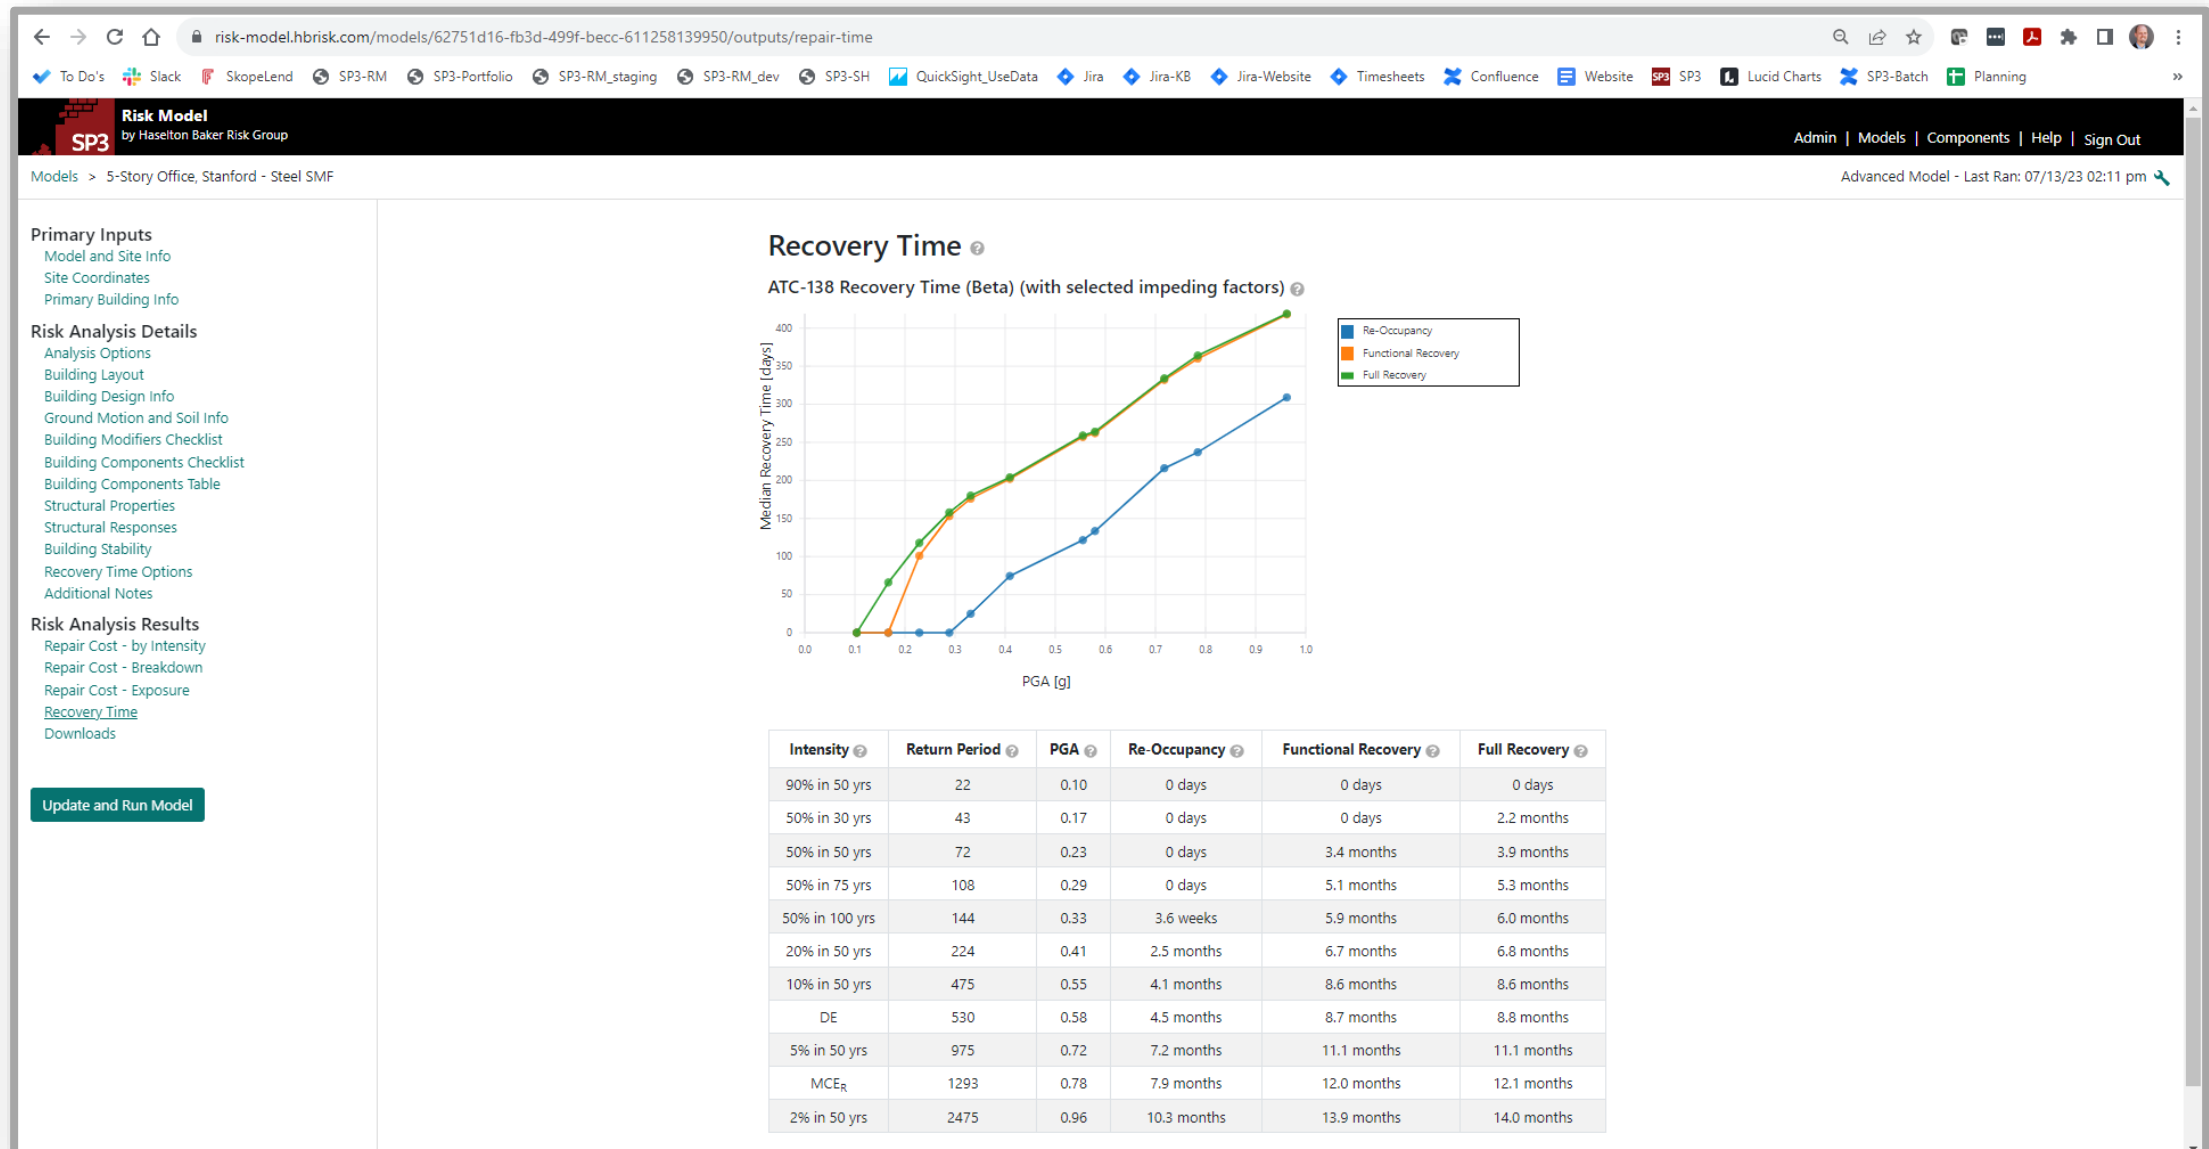 risk-model.hbrisk.com/models/62751d16-fb3d-499f-becc-611258139950/outputs/repair-time
To Do's Slack SkopeLend SP3-RM SP3-Portfolio SP3-RM_staging SP3-RM_dev SP3-SH QuickSight_UseData Jira Jira-KB Jira-Website Timesheets Confluence Website SP3 SP3 Lucid Charts SP3-Batch Planning »
SP3
Risk Model
by Haselton Baker Risk Group
Admin | Models | Components | Help | Sign Out
Models > 5-Story Office, Stanford - Steel SMF
Advanced Model - Last Ran: 07/13/23 02:11 pm
Primary Inputs
Model and Site Info
Site Coordinates
Primary Building Info
Risk Analysis Details
Analysis Options
Building Layout
Building Design Info
Ground Motion and Soil Info
Building Modifiers Checklist
Building Components Checklist
Building Components Table
Structural Properties
Structural Responses
Building Stability
Recovery Time Options
Additional Notes
Risk Analysis Results
Repair Cost - by Intensity
Repair Cost - Breakdown
Repair Cost - Exposure
Recovery Time
Downloads
Update and Run Model
Recovery Time ?
ATC-138 Recovery Time (Beta) (with selected impeding factors) ?
Median Recovery Time [days]
400
350
300
250
200
150
100
50
0
0.0 0.1 0.2 0.3 0.4 0.5 0.6 0.7 0.8 0.9 1.0
PGA [g]
Re-Occupancy
Functional Recovery
Full Recovery
Intensity ? Return Period ? PGA ? Re-Occupancy ? Functional Recovery ? Full Recovery ?
90% in 50 yrs 22 0.10 0 days 0 days 0 days
50% in 30 yrs 43 0.17 0 days 0 days 2.2 months
50% in 50 yrs 72 0.23 0 days 3.4 months 3.9 months
50% in 75 yrs 108 0.29 0 days 5.1 months 5.3 months
50% in 100 yrs 144 0.33 3.6 weeks 5.9 months 6.0 months
20% in 50 yrs 224 0.41 2.5 months 6.7 months 6.8 months
10% in 50 yrs 475 0.55 4.1 months 8.6 months 8.6 months
DE 530 0.58 4.5 months 8.7 months 8.8 months
5% in 50 yrs 975 0.72 7.2 months 11.1 months 11.1 months
MCER 1293 0.78 7.9 months 12.0 months 12.1 months
2% in 50 yrs 2475 0.96 10.3 months 13.9 months 14.0 months